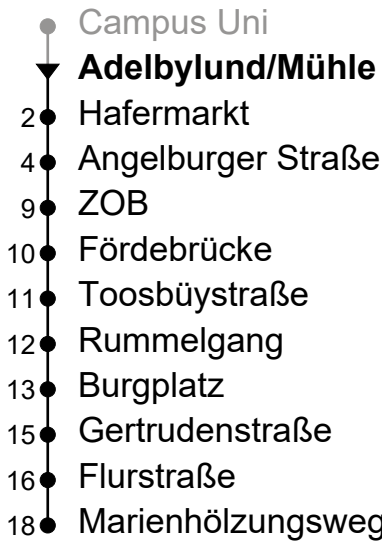 Campus Uni
Adelbylund/Mühle
2 Hafermarkt
4 Angelburger Straße
9 ZOB
10 Fördebrücke
11 Toosbüystraße
12 Rummelgang
13 Burgplatz
15 Gertrudenstraße
16 Flurstraße
18 Marienhölzungsweg